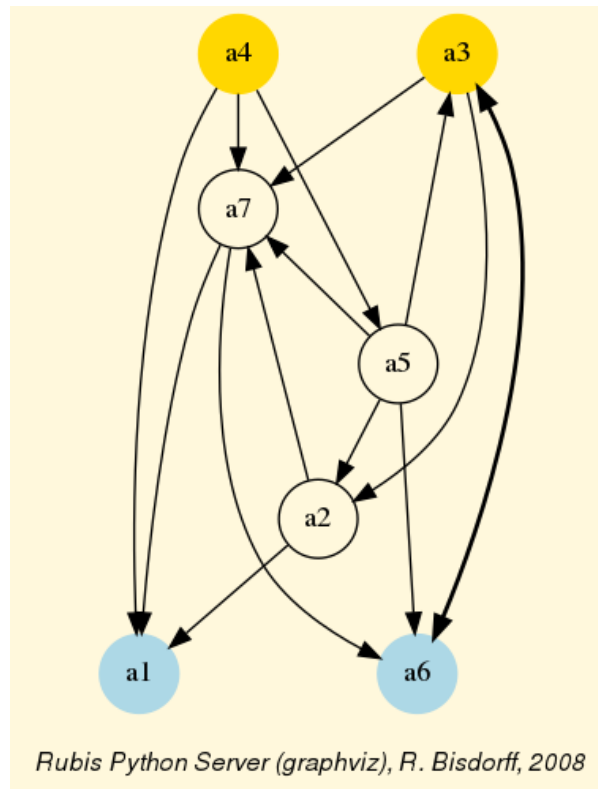 a4
a3
a7
a5
a2
a1
a6
Rubis Python Server (graphviz), R. Bisdorff, 2008